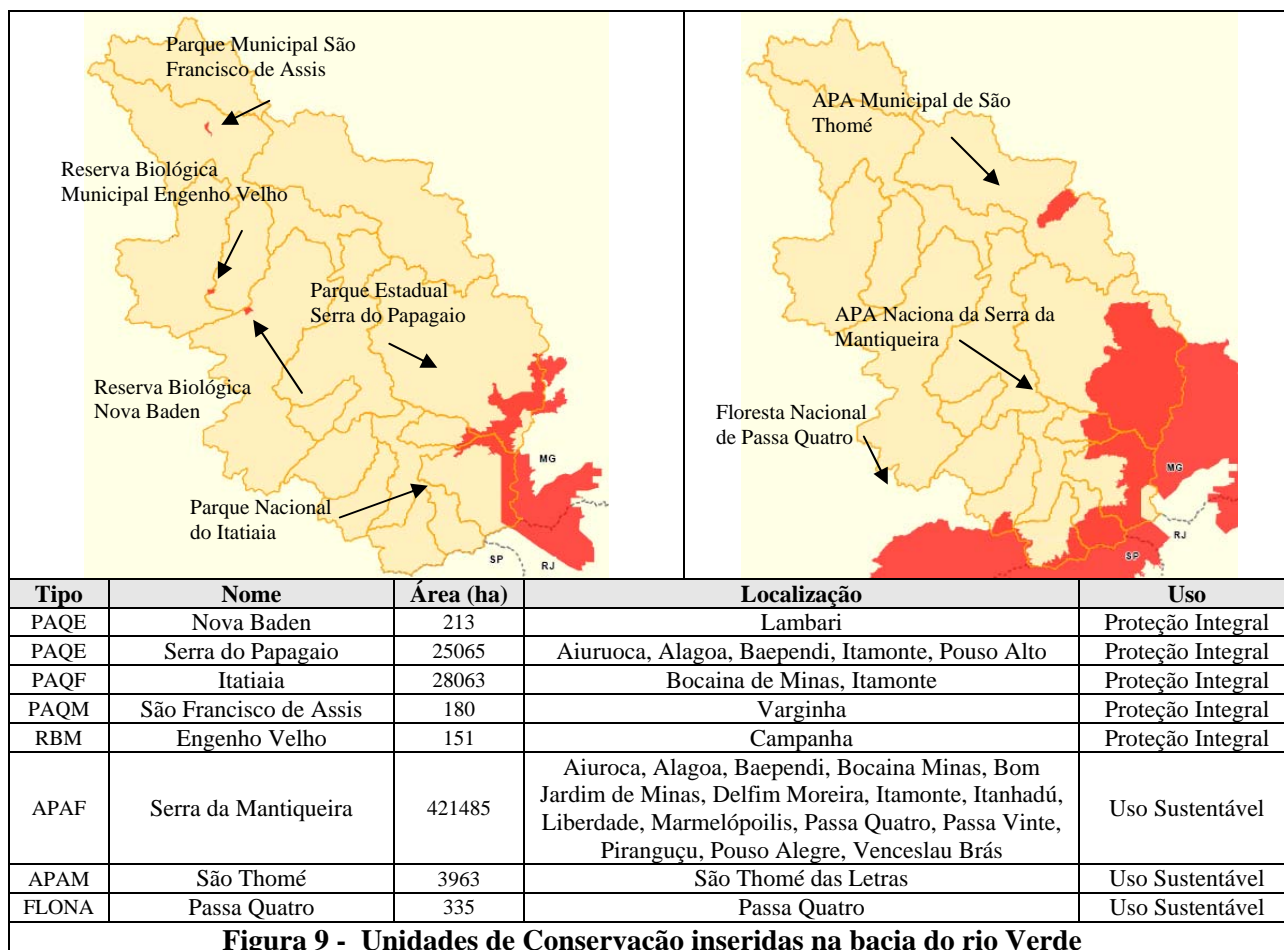 Parque Municipal São
Francisco de Assis
Reserva Biológica
Municipal Engenho Velho
Parque Estadual
Serra do Papagaio
Reserva Biológica
Nova Baden
Parque Nacional
do Itatiaia
MG
SP
RJ
APA Municipal de São
Thomé
APA Naciona da Serra da
Mantiqueira
Floresta Nacional
de Passa Quatro
MG
RJ
SP
Tipo Nome Área (ha) Localização Uso
PAQE Nova Baden 213 Lambari Proteção Integral
PAQE Serra do Papagaio 25065 Aiuruoca, Alagoa, Baependi, Itamonte, Pouso Alto Proteção Integral
PAQF Itatiaia 28063 Bocaina de Minas, Itamonte Proteção Integral
PAQM São Francisco de Assis 180 Varginha Proteção Integral
RBM Engenho Velho 151 Campanha Proteção Integral
APAF Serra da Mantiqueira 421485 Aiuroca, Alagoa, Baependi, Bocaina Minas, Bom
Jardim de Minas, Delfim Moreira, Itamonte, Itanhadú,
Liberdade, Marmelópoilis, Passa Quatro, Passa Vinte,
Piranguçu, Pouso Alegre, Venceslau Brás Uso Sustentável
APAM São Thomé 3963 São Thomé das Letras Uso Sustentável
FLONA Passa Quatro 335 Passa Quatro Uso Sustentável
Figura 9 - Unidades de Conservação inseridas na bacia do rio Verde